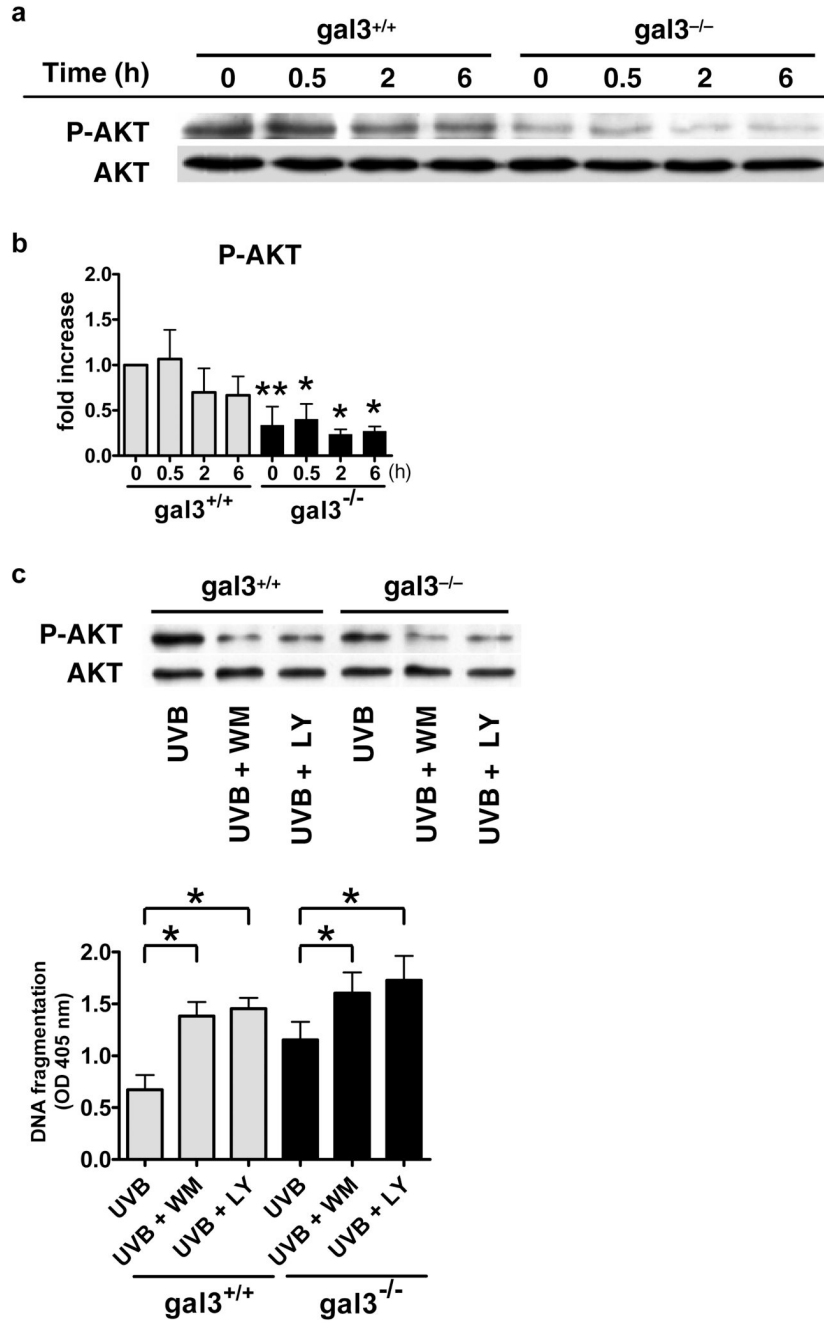 a
gal3+/+ gal3–/–
Time (h) 0 0.5 2 6 0 0.5 2 6
P-AKT
AKT
b
P-AKT
fold increase
2.0
1.5
1.0
0.5
0.0
** * * *
0 0.5 2 6 0 0.5 2 6 (h)
gal3+/+ gal3-/-
c
gal3+/+ gal3–/–
P-AKT
AKT
UVB
UVB + WM
UVB + LY
UVB
UVB + WM
UVB + LY
* *
* *
DNA fragmentation
(OD 405 nm)
2.0
1.5
1.0
0.5
0.0
UVB
UVB + WM
UVB + LY
UVB
UVB + WM
UVB + LY
gal3+/+ gal3-/-